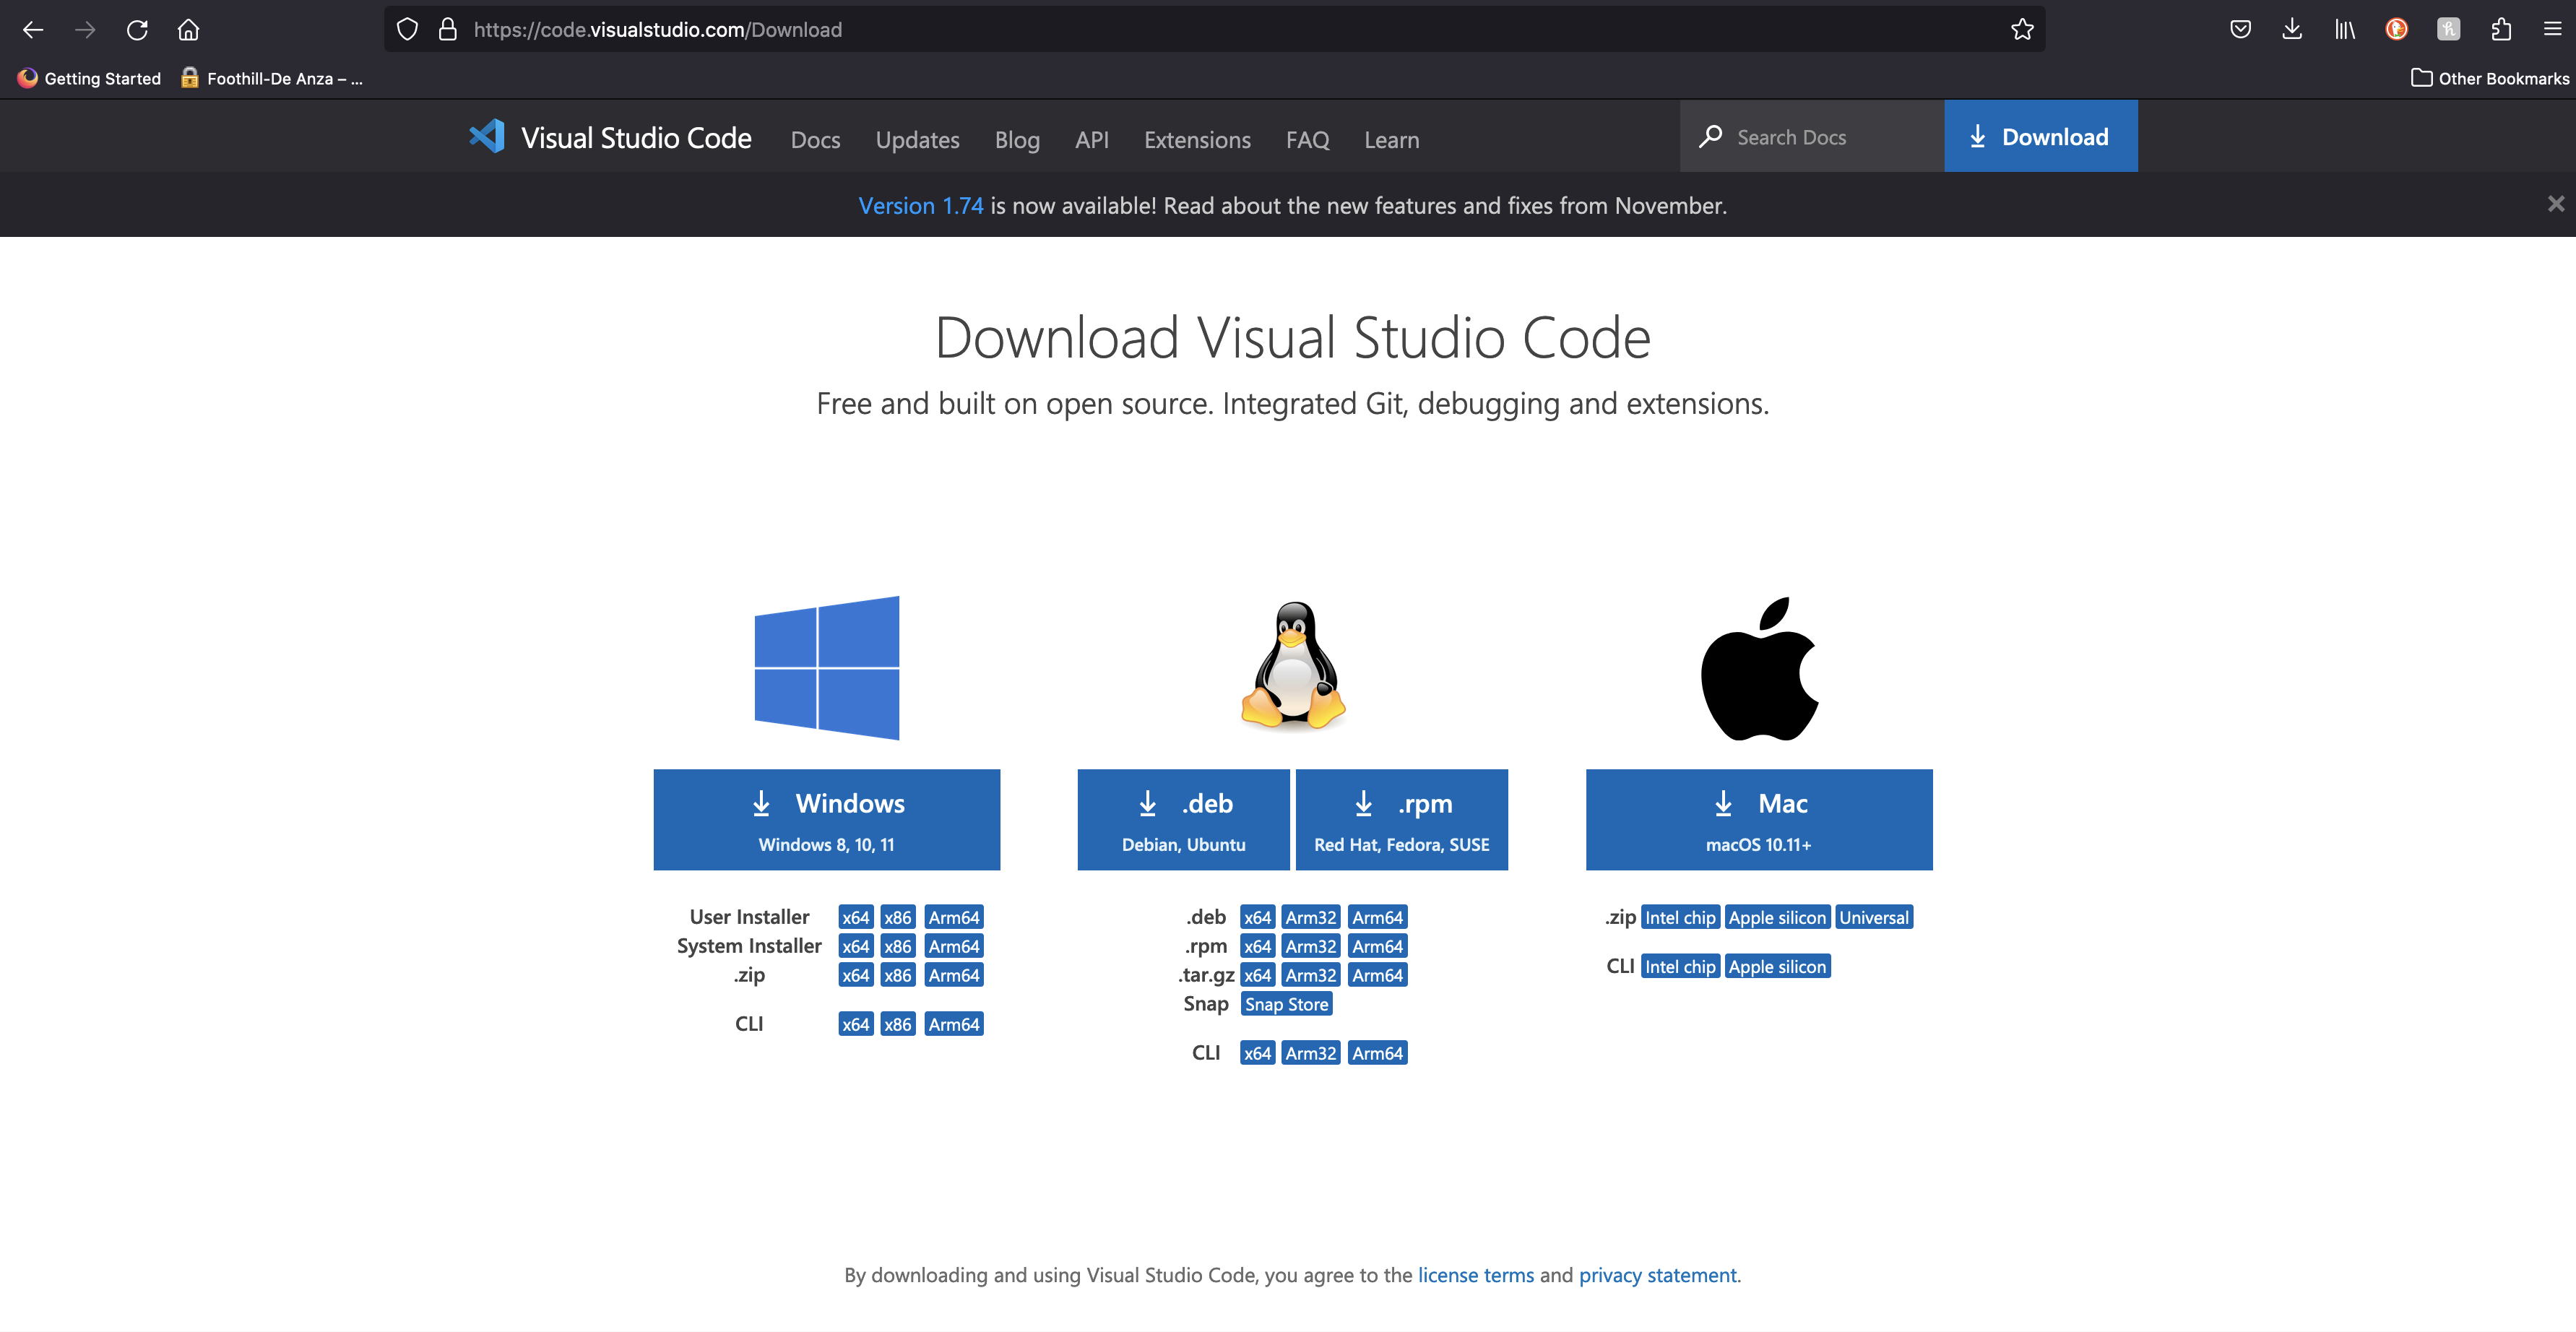 https://code.visualstudio.com/Download
Getting Started Foothill-De Anza – ... Other Bookmarks
Visual Studio Code Docs Updates Blog API Extensions FAQ Learn Search Docs Download
Version 1.74 is now available! Read about the new features and fixes from November.
Download Visual Studio Code
Free and built on open source. Integrated Git, debugging and extensions.
Windows
Windows 8, 10, 11
User Installer x64 x86 Arm64
System Installer x64 x86 Arm64
.zip x64 x86 Arm64
CLI x64 x86 Arm64
.deb
Debian, Ubuntu
.rpm
Red Hat, Fedora, SUSE
.deb x64 Arm32 Arm64
.rpm x64 Arm32 Arm64
.tar.gz x64 Arm32 Arm64
Snap Snap Store
CLI x64 Arm32 Arm64
Mac
macOS 10.11+
.zip Intel chip Apple silicon Universal
CLI Intel chip Apple silicon
By downloading and using Visual Studio Code, you agree to the license terms and privacy statement.